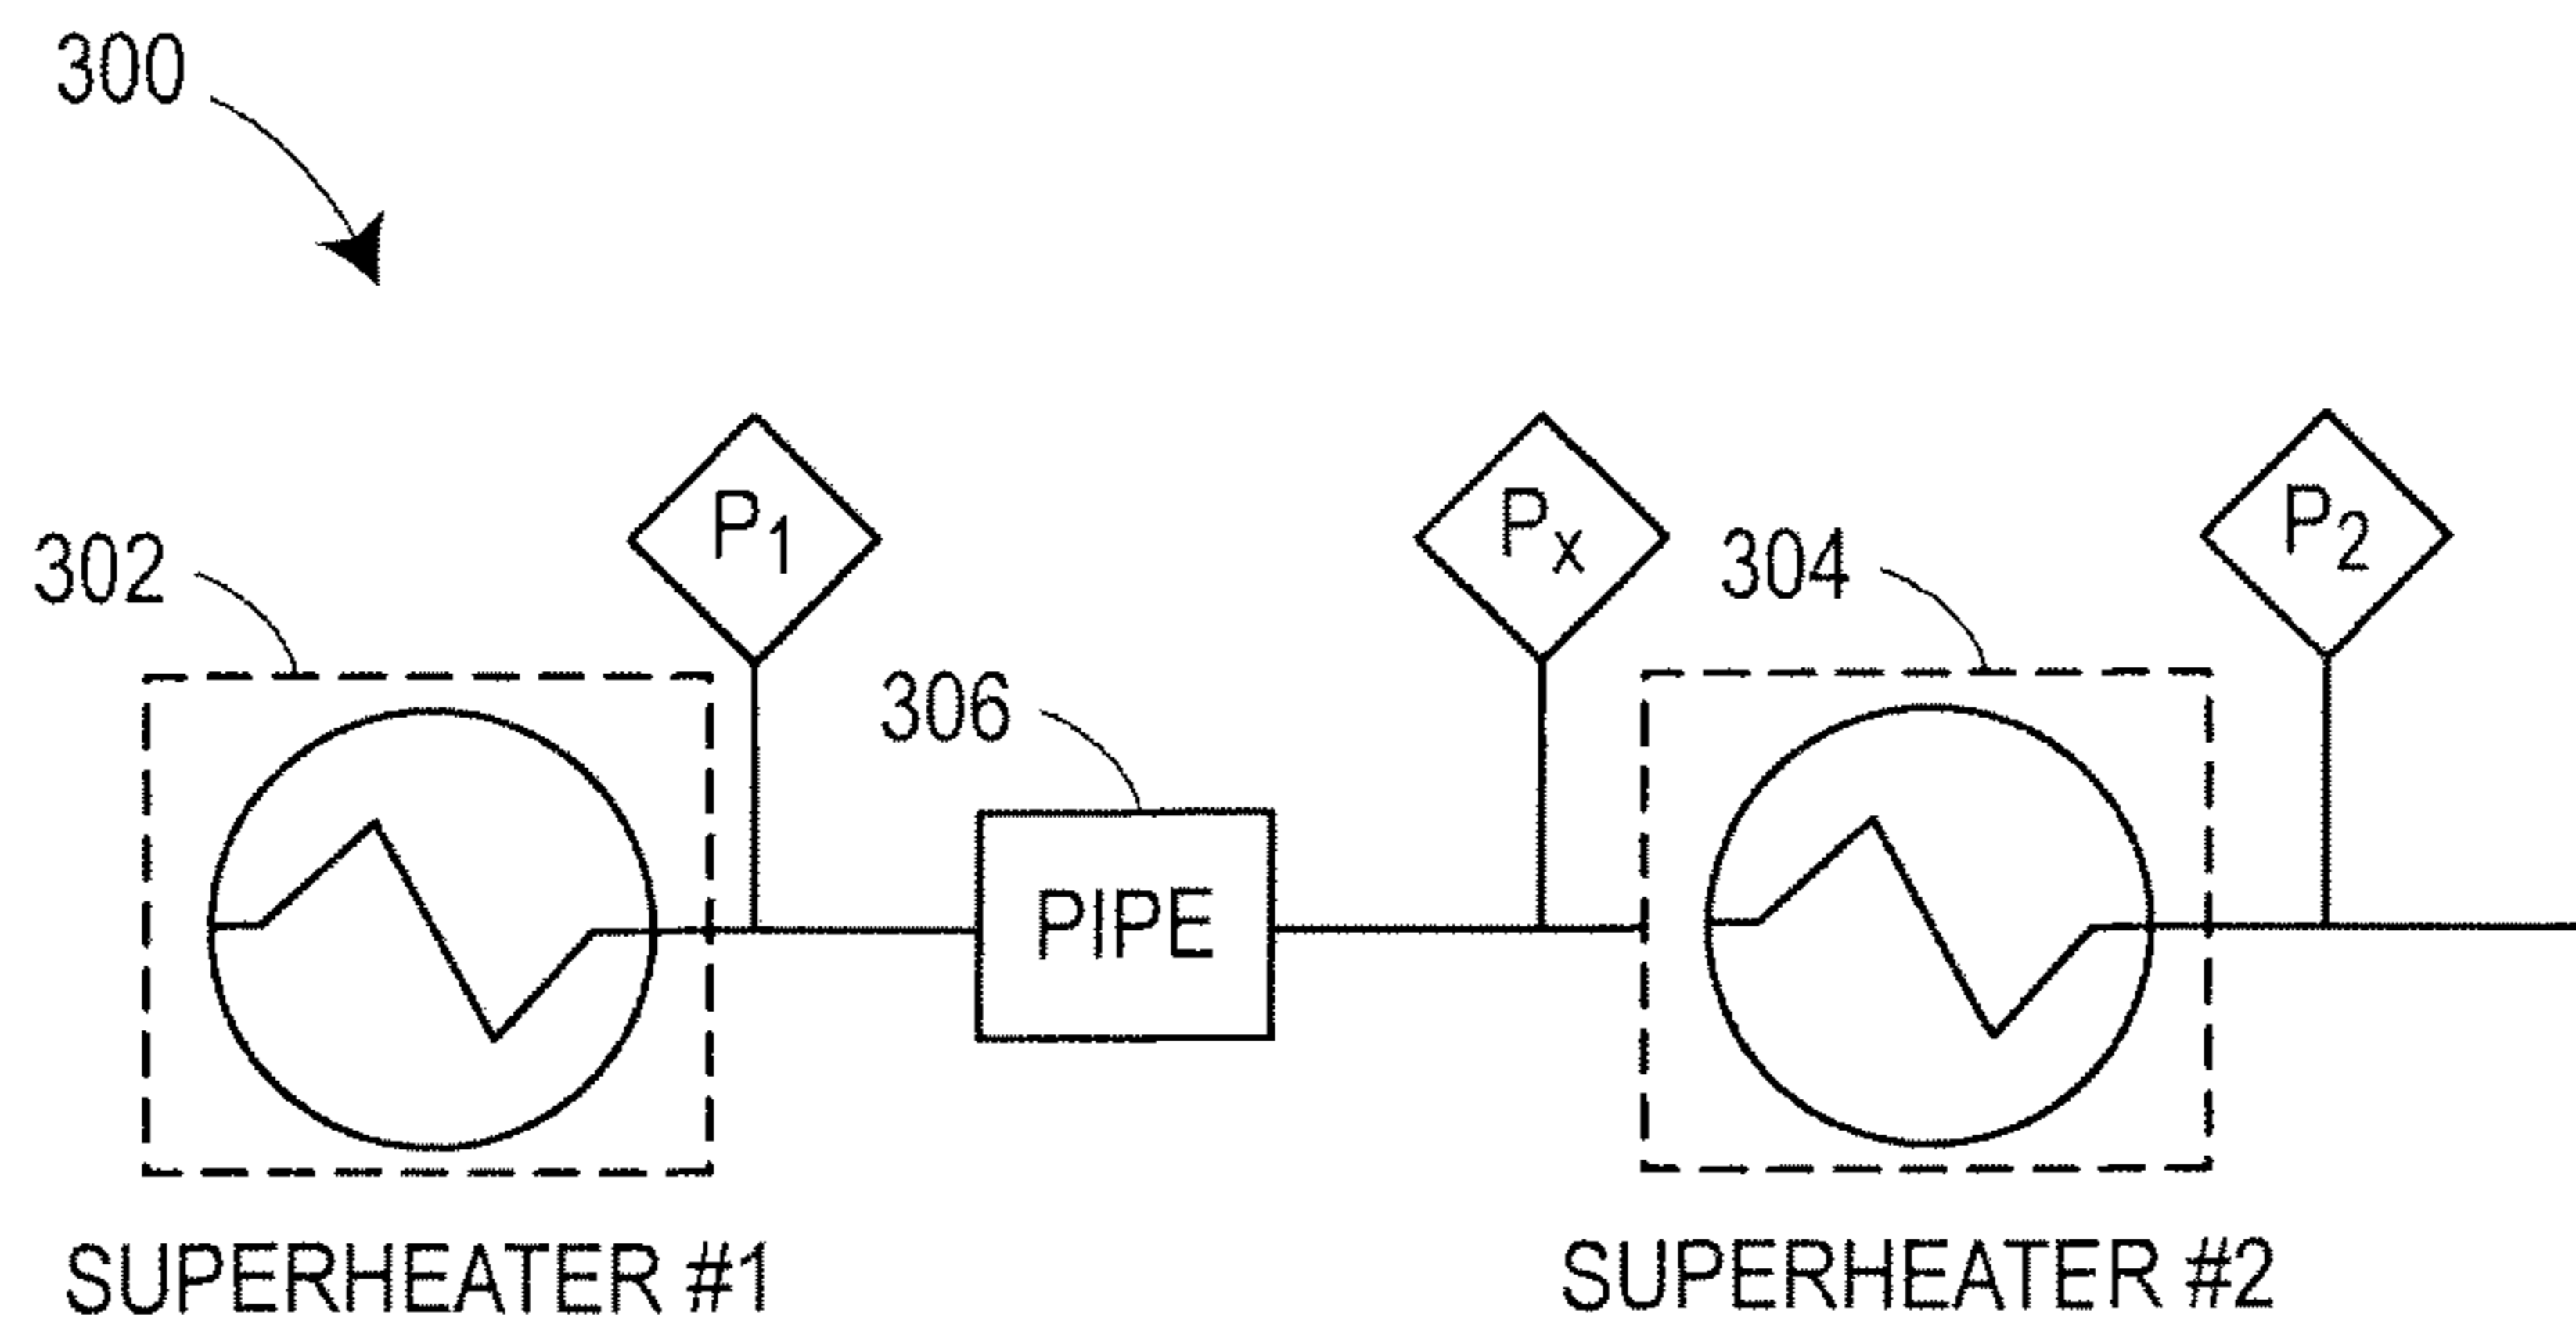 300
P1
Px
P2
302
304
306
PIPE
SUPERHEATER #1
SUPERHEATER #2